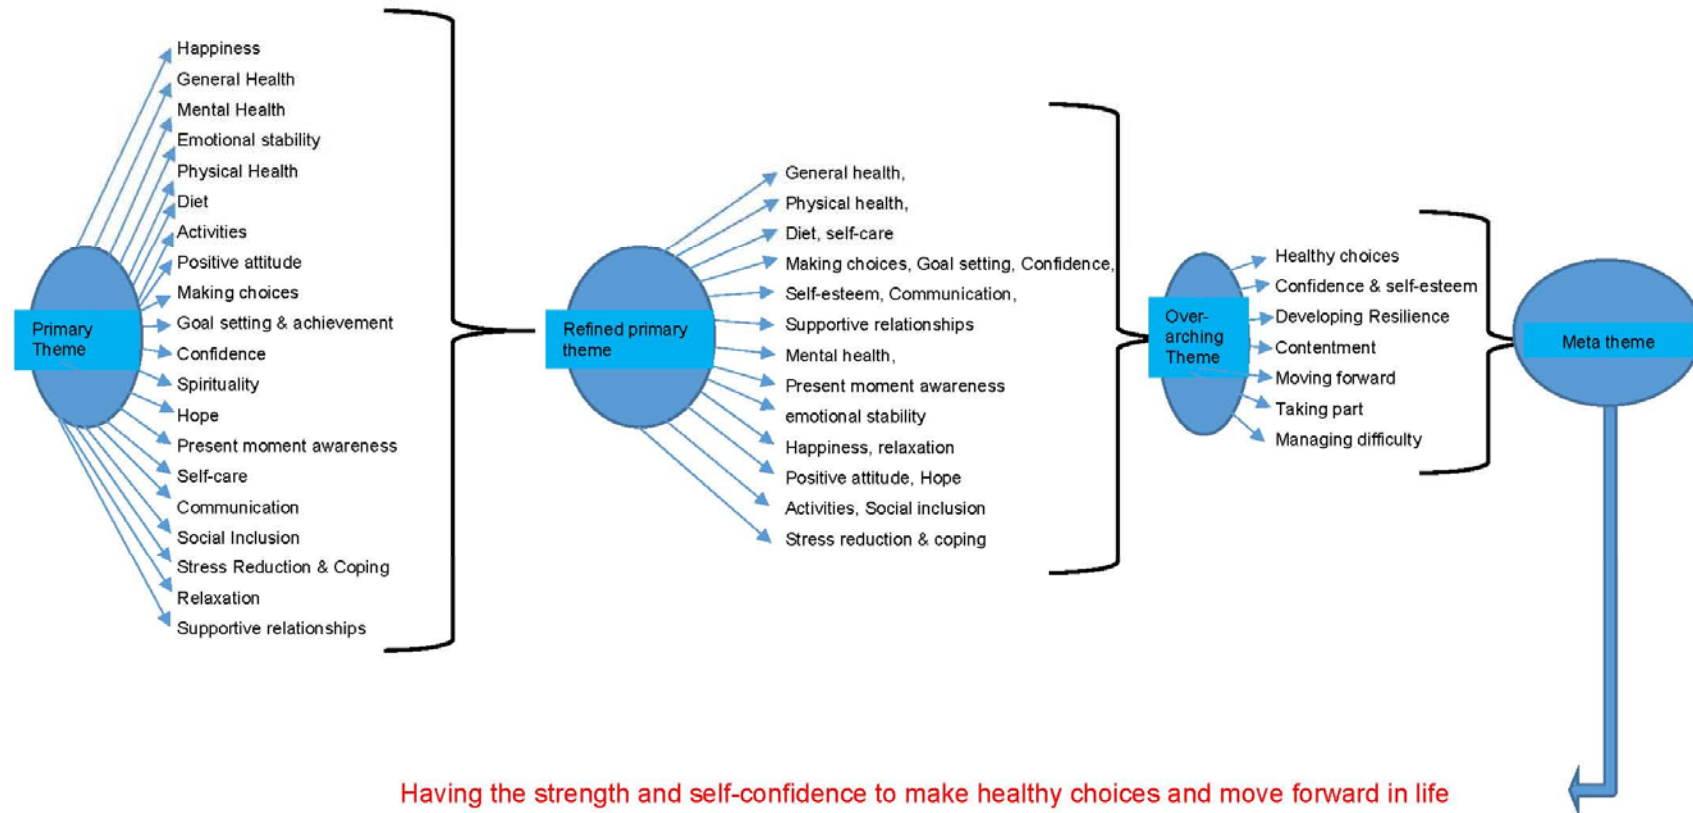 Primary
Theme
Happiness
General Health
Mental Health
Emotional stability
Physical Health
Diet
Activities
Positive attitude
Making choices
Goal setting & achievement
Confidence
Spirituality
Hope
Present moment awareness
Self-care
Communication
Social Inclusion
Stress Reduction & Coping
Relaxation
Supportive relationships
Refined primary
theme
General health,
Physical health,
Diet, self-care
Making choices, Goal setting, Confidence,
Self-esteem, Communication,
Supportive relationships
Mental health,
Present moment awareness
emotional stability
Happiness, relaxation
Positive attitude, Hope
Activities, Social inclusion
Stress reduction & coping
Over-
arching
Theme
Healthy choices
Confidence & self-esteem
Developing Resilience
Contentment
Moving forward
Taking part
Managing difficulty
Meta theme
Having the strength and self-confidence to make healthy choices and move forward in life